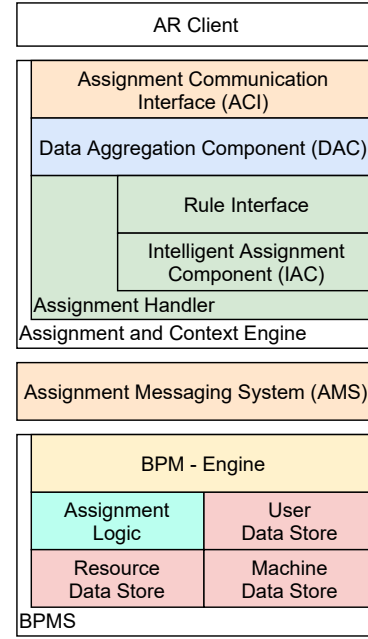 AR Client
Assignment Communication
Interface (ACI)
Data Aggregation Component (DAC)
Rule Interface
Intelligent Assignment
Component (IAC)
Assignment Handler
Assignment and Context Engine
Assignment Messaging System (AMS)
BPM - Engine
Assignment
Logic
User
Data Store
Resource
Data Store
Machine
Data Store
BPMS